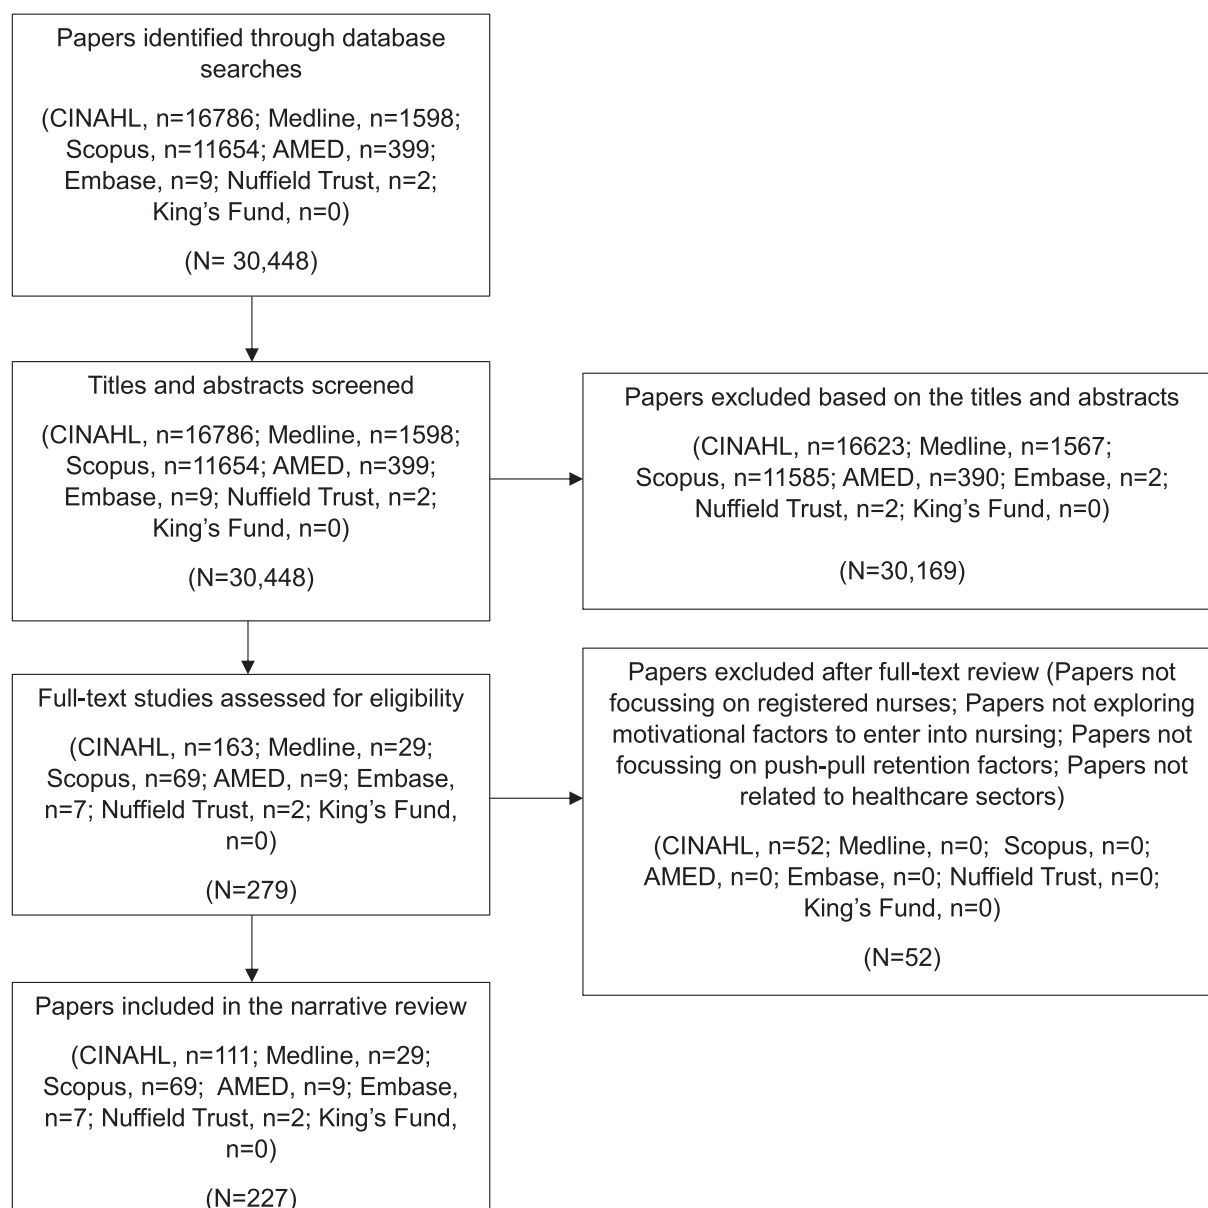 Papers identified through database
searches
(CINAHL, n=16786; Medline, n=1598;
Scopus, n=11654; AMED, n=399;
Embase, n=9; Nuffield Trust, n=2;
King’s Fund, n=0)
(N= 30,448)
Titles and abstracts screened
(CINAHL, n=16786; Medline, n=1598;
Scopus, n=11654; AMED, n=399;
Embase, n=9; Nuffield Trust, n=2;
King’s Fund, n=0)
(N=30,448)
Papers excluded based on the titles and abstracts
(CINAHL, n=16623; Medline, n=1567;
Scopus, n=11585; AMED, n=390; Embase, n=2;
Nuffield Trust, n=2; King’s Fund, n=0)
(N=30,169)
Full-text studies assessed for eligibility
(CINAHL, n=163; Medline, n=29;
Scopus, n=69; AMED, n=9; Embase,
n=7; Nuffield Trust, n=2; King’s Fund,
n=0)
(N=279)
Papers excluded after full-text review (Papers not
focussing on registered nurses; Papers not exploring
motivational factors to enter into nursing; Papers not
focussing on push-pull retention factors; Papers not
related to healthcare sectors)
(CINAHL, n=52; Medline, n=0; Scopus, n=0;
AMED, n=0; Embase, n=0; Nuffield Trust, n=0;
King’s Fund, n=0)
(N=52)
Papers included in the narrative review
(CINAHL, n=111; Medline, n=29;
Scopus, n=69; AMED, n=9; Embase,
n=7; Nuffield Trust, n=2; King’s Fund,
n=0)
(N=227)